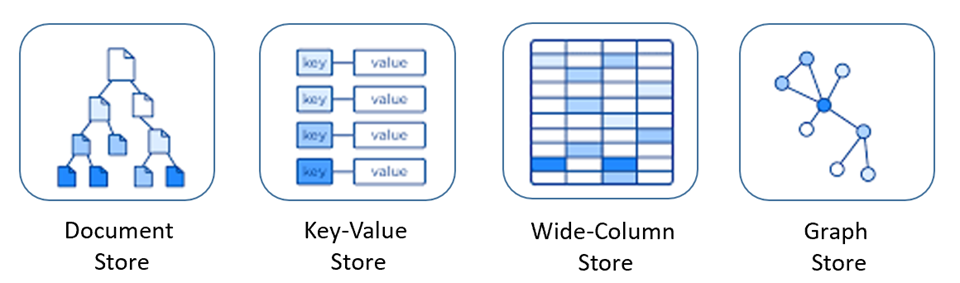 key value
key value
key value
key value
Document
Store
Key-Value
Store
Wide-Column
Store
Graph
Store